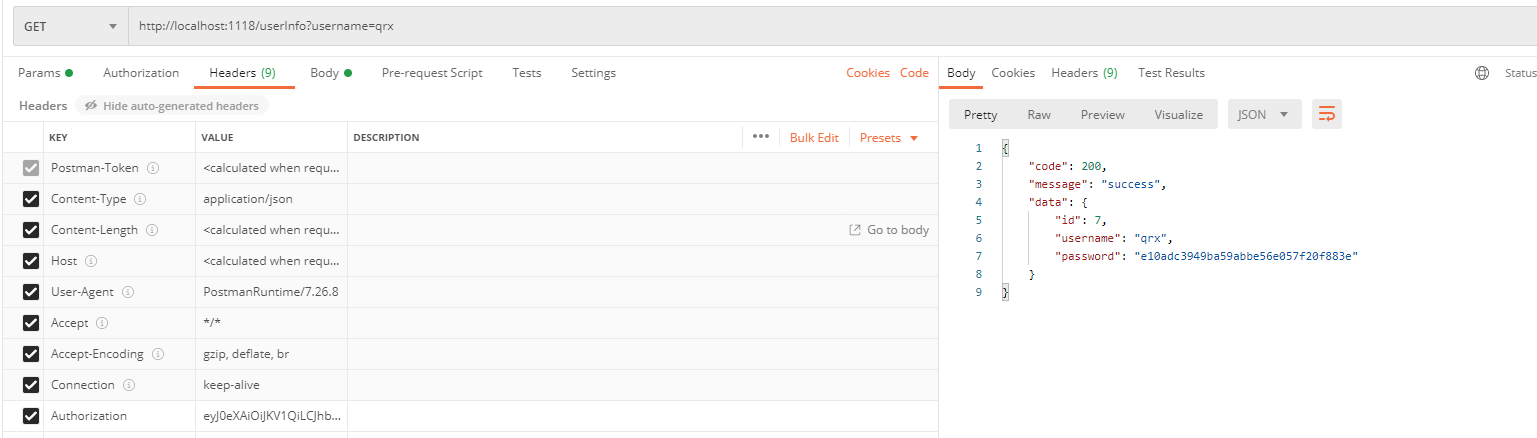 GET http://localhost:1118/userInfo?username=qrx
Params Authorization Headers (9) Body Pre-request Script Tests Settings Cookies Code
Headers Hide auto-generated headers
KEY VALUE DESCRIPTION ••• Bulk Edit Presets
Postman-Token <calculated when requ...
Content-Type application/json
Content-Length <calculated when requ... Go to body
Host <calculated when requ...
User-Agent PostmanRuntime/7.26.8
Accept */*
Accept-Encoding gzip, deflate, br
Connection keep-alive
Authorization eyJ0eXAiOiJKV1QiLCJhb...
Body Cookies Headers (9) Test Results Status
Pretty Raw Preview Visualize JSON
1 {
2 "code": 200,
3 "message": "success",
4 "data": {
5 "id": 7,
6 "username": "qrx",
7 "password": "e10adc3949ba59abbe56e057f20f883e"
8 }
9 }